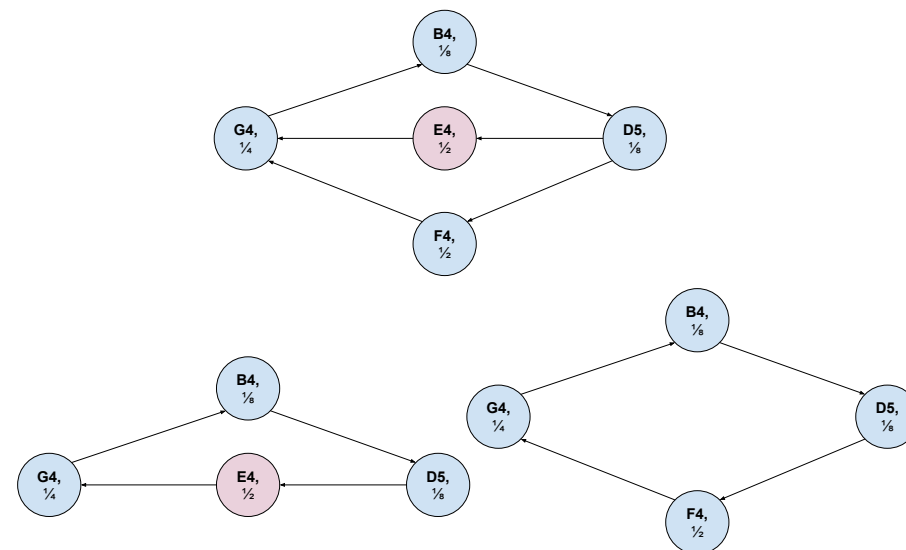 B4,
⅛
G4,
¼
E4,
½
D5,
⅛
F4,
½
B4,
⅛
G4,
¼
E4,
½
D5,
⅛
B4,
⅛
G4,
¼
D5,
⅛
F4,
½